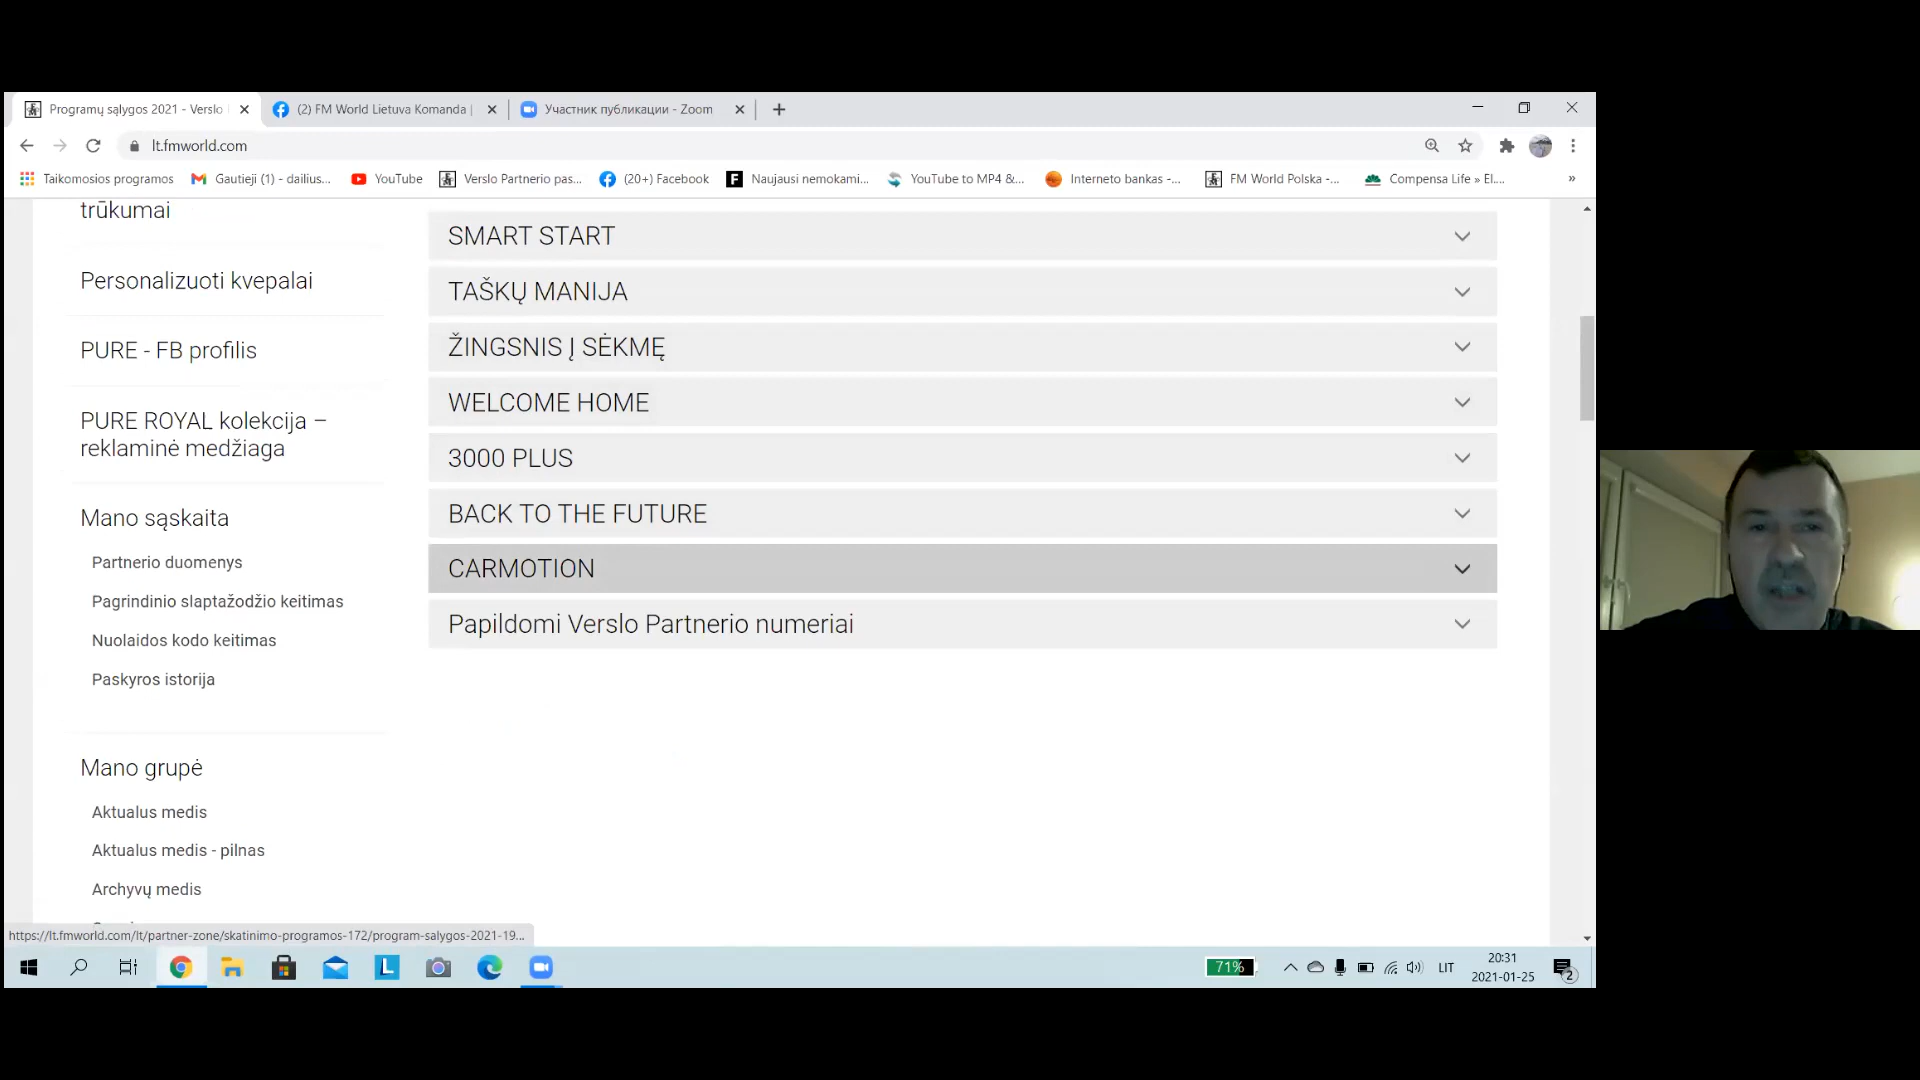 Programų sąlygos 2021 - Verslo
(2) FM World Lietuva Komanda |
Участник публикации - Zoom
lt.fmworld.com
Taikomosios programos
Gautieji (1) - dailius...
YouTube
Verslo Partnerio pas...
(20+) Facebook
Naujausi nemokami...
YouTube to MP4 &...
Interneto bankas -...
FM World Polska -...
Compensa Life » El....
»
trūkumai
Personalizuoti kvepalai
PURE - FB profilis
PURE ROYAL kolekcija –
reklaminė medžiaga
Mano sąskaita
Partnerio duomenys
Pagrindinio slaptažodžio keitimas
Nuolaidos kodo keitimas
Paskyros istorija
Mano grupė
Aktualus medis
Aktualus medis - pilnas
Archyvų medis
SMART START
TAŠKŲ MANIJA
ŽINGSNIS Į SĖKMĘ
WELCOME HOME
3000 PLUS
BACK TO THE FUTURE
CARMOTION
Papildomi Verslo Partnerio numeriai
https://lt.fmworld.com/lt/partner-zone/skatinimo-programos-172/program-salygos-2021-19...
71%
LIT
20:31
2021-01-25
2